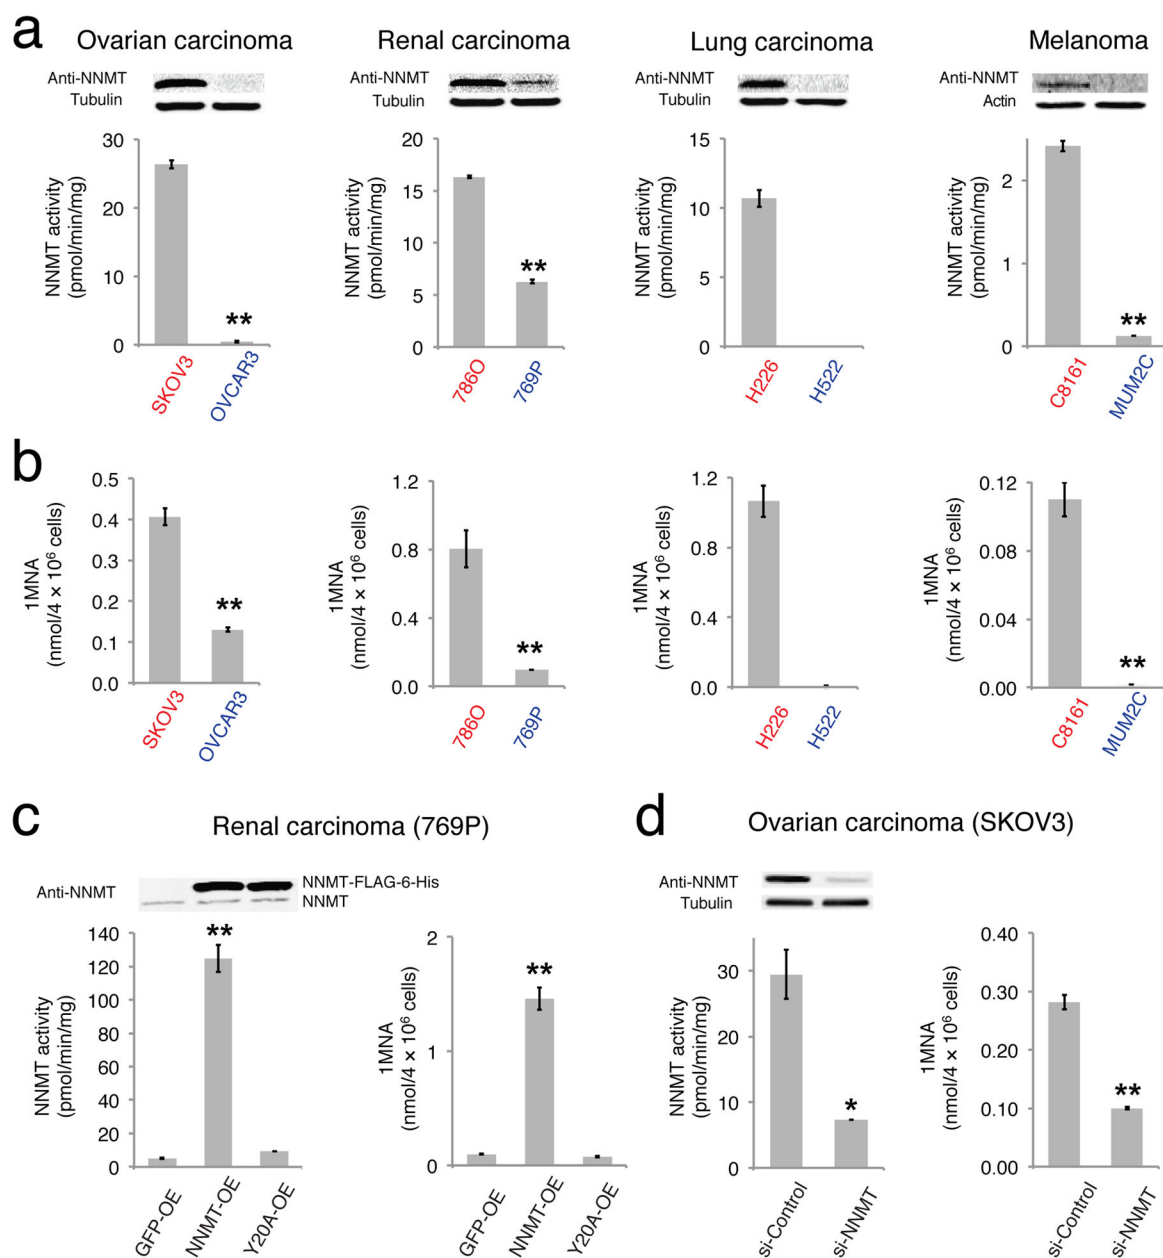 a
Ovarian carcinoma
Renal carcinoma
Lung carcinoma
Melanoma
Anti-NNMT
Tubulin
Anti-NNMT
Tubulin
Anti-NNMT
Tubulin
Anti-NNMT
Actin
NNMT activity
(pmol/min/mg)
30
20
10
0
**
SKOV3
OVCAR3
NNMT activity
(pmol/min/mg)
20
15
10
5
0
**
786O
769P
NNMT activity
(pmol/min/mg)
15
10
5
0
H226
H522
NNMT activity
(pmol/min/mg)
2
2
1
0
**
C8161
MUM2C
b
1MNA
(nmol/4 × 10⁶ cells)
0.5
0.4
0.3
0.2
0.1
0.0
**
SKOV3
OVCAR3
1MNA
(nmol/4 × 10⁶ cells)
1.2
0.8
0.4
0.0
**
786O
769P
1MNA
(nmol/4 × 10⁶ cells)
1.2
0.8
0.4
0.0
H226
H522
1MNA
(nmol/4 × 10⁶ cells)
0.12
0.08
0.04
0.00
**
C8161
MUM2C
c
Renal carcinoma (769P)
Anti-NNMT
NNMT-FLAG-6-His
NNMT
NNMT activity
(pmol/min/mg)
140
120
100
80
60
40
20
0
**
GFP-OE
NNMT-OE
Y20A-OE
1MNA
(nmol/4 × 10⁶ cells)
2
1
0
**
GFP-OE
NNMT-OE
Y20A-OE
d
Ovarian carcinoma (SKOV3)
Anti-NNMT
Tubulin
NNMT activity
(pmol/min/mg)
30
20
10
0
*
si-Control
si-NNMT
1MNA
(nmol/4 × 10⁶ cells)
0.40
0.30
0.20
0.10
0.00
**
si-Control
si-NNMT